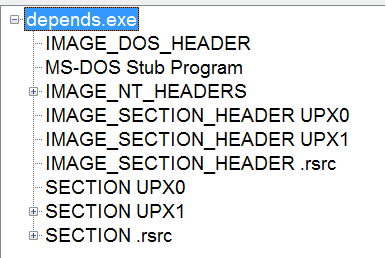 depends.exe
IMAGE_DOS_HEADER
MS-DOS Stub Program
IMAGE_NT_HEADERS
IMAGE_SECTION_HEADER UPX0
IMAGE_SECTION_HEADER UPX1
IMAGE_SECTION_HEADER .rsrc
SECTION UPX0
SECTION UPX1
SECTION .rsrc